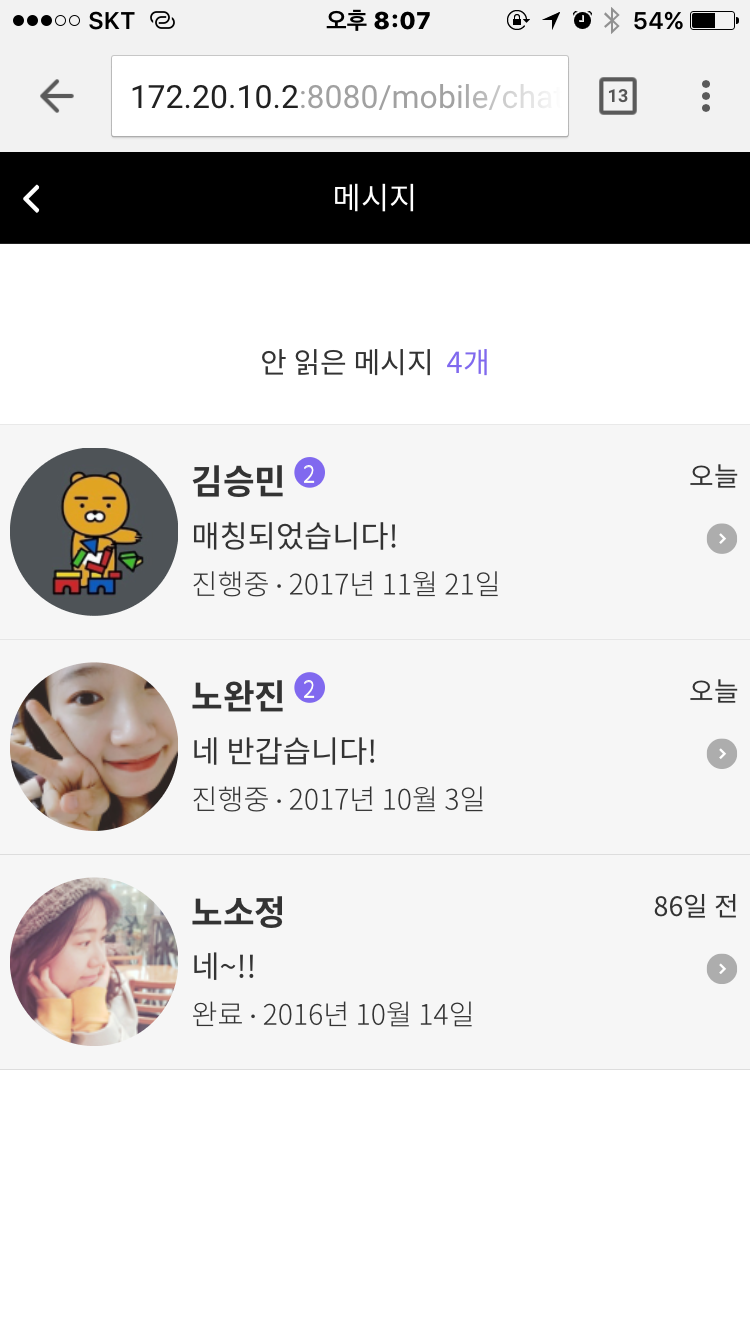 SKT 오후 8:07 54%
172.20.10.2:8080/mobile/cha
13
메시지
안 읽은 메시지 4개
김승민 2 오늘
매칭되었습니다!
진행중 · 2017년 11월 21일
노완진 2 오늘
네 반갑습니다!
진행중 · 2017년 10월 3일
노소정 86일 전
네~!!
완료 · 2016년 10월 14일